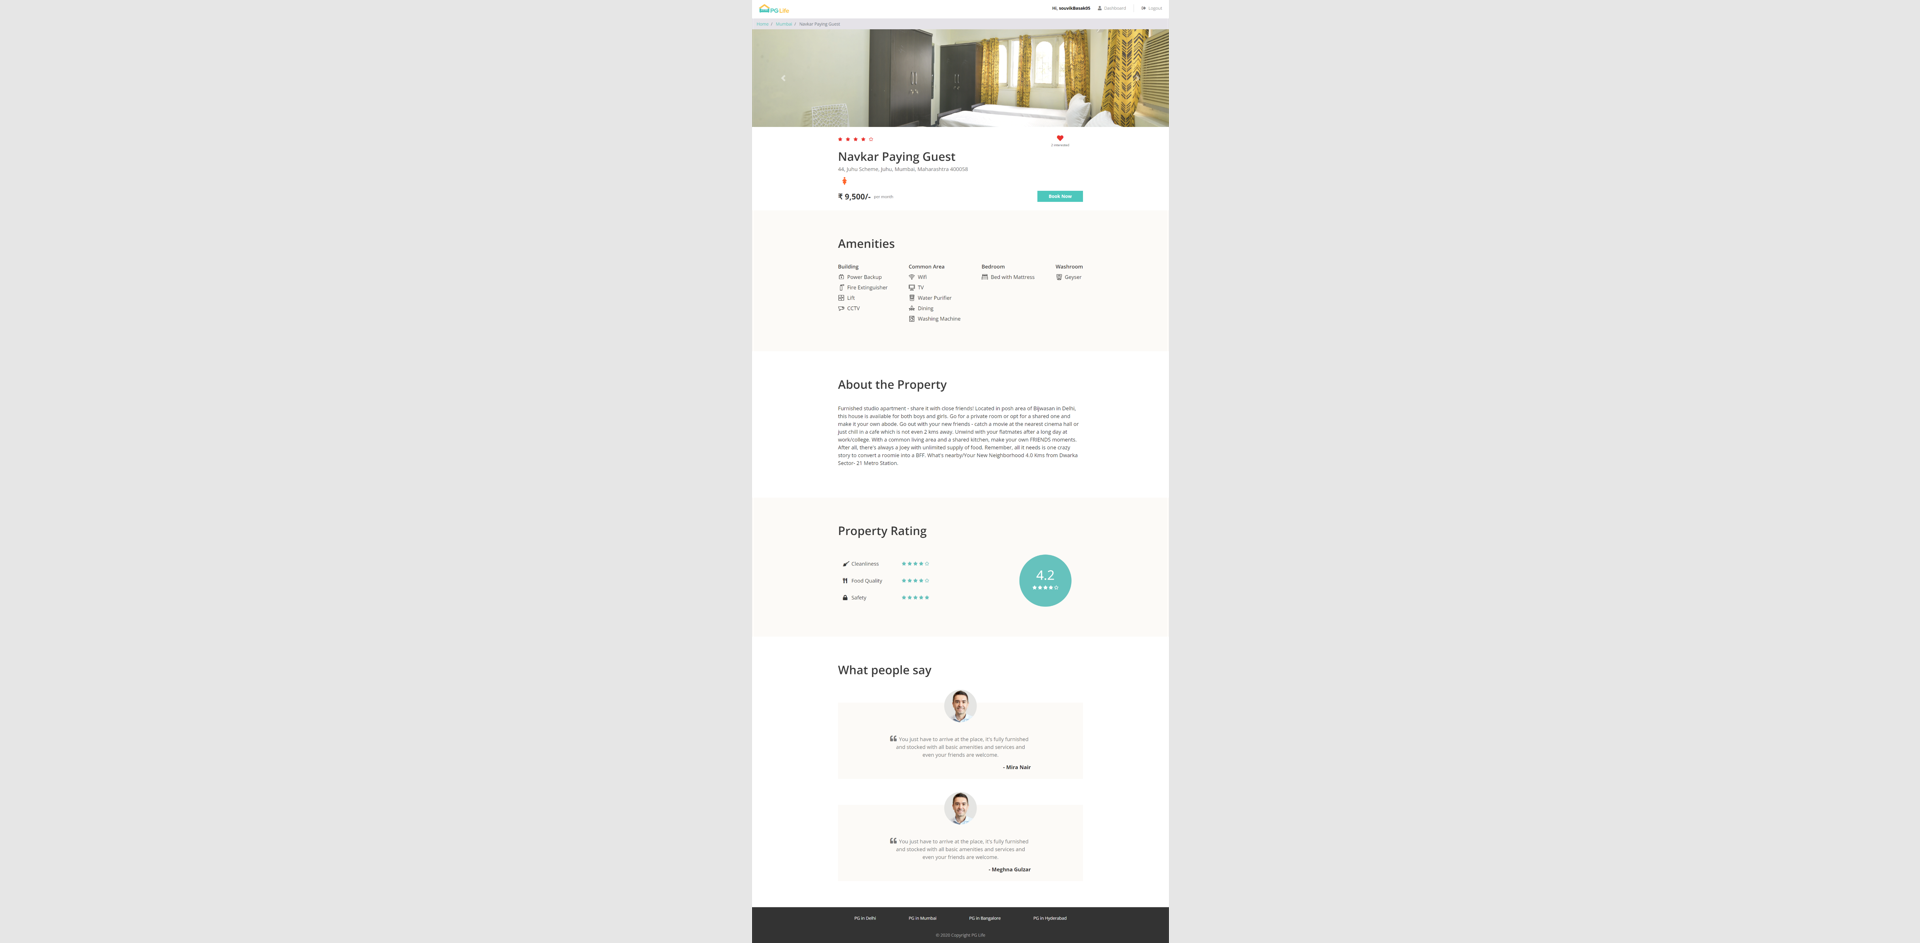 PG Life
Hi, souvikBasak05
Dashboard
Logout
Home / Mumbai / Navkar Paying Guest
Navkar Paying Guest
44, Juhu Scheme, Juhu, Mumbai, Maharashtra 400058
₹ 9,500/- per month
Book Now
Amenities
Building
Power Backup
Fire Extinguisher
Lift
CCTV
Common Area
Wifi
TV
Water Purifier
Dining
Washing Machine
Bedroom
Bed with Mattress
Washroom
Geyser
About the Property
Furnished studio apartment - share it with close friends! Located in posh area of Bijwasan in Delhi,
this house is available for both boys and girls. Go for a private room or opt for a shared one and
make it your own abode. Go out with your new friends - catch a movie at the nearest cinema hall or
just chill in a cafe which is not even 2 kms away. Unwind with your flatmates after a long day at
work/college. With a common living area and a shared kitchen, make your own FRIENDS moments.
After all, there's always a Joey with unlimited supply of food. Remember, all it needs is one crazy
story to convert a roomie into a BFF. What's nearby/Your New Neighborhood 4.0 Kms from Dwarka
Sector- 21 Metro Station.
Property Rating
Cleanliness
Food Quality
Safety
4.2
What people say
You just have to arrive at the place, it's fully furnished
and stocked with all basic amenities and services and
even your friends are welcome.
- Mira Nair
You just have to arrive at the place, it's fully furnished
and stocked with all basic amenities and services and
even your friends are welcome.
- Meghna Gulzar
PG in Delhi
PG in Mumbai
PG in Bangalore
PG in Hyderabad
© 2020 Copyright PG Life